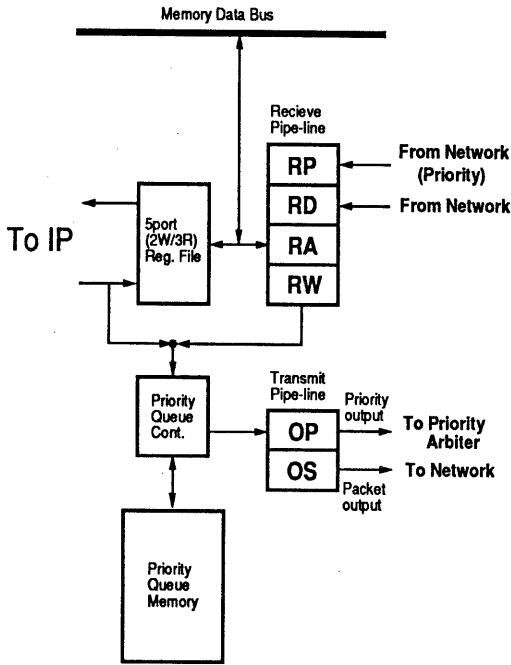 Memory Data Bus
Recieve
Pipe-line
RP
From Network
(Priority)
RD
From Network
5port
(2W/3R)
Reg. File
To IP
RA
RW
Priority
Queue
Cont.
Transmit
Pipe-line
Priority
output
OP
To Priority
Arbiter
OS
To Network
Packet
output
Priority
Queue
Memory